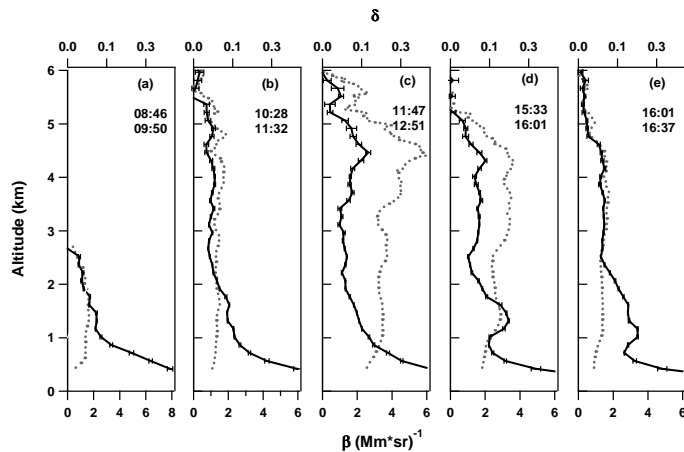 δ
0.0 0.3 0.0 0.1 0.3 0.0 0.1 0.3 0.0 0.1 0.3 0.0 0.1 0.3
6 (a) (b) (c) (d) (e)
08:46 10:28 11:47 15:33 16:01
09:50 11:32 12:51 16:01 16:37
5
4
3
2
1
0
Altitude (km)
0 2 4 6 8 0 2 4 6 0 2 4 6 0 2 4 6 0 2 4 6
β (Mm*sr)⁻¹